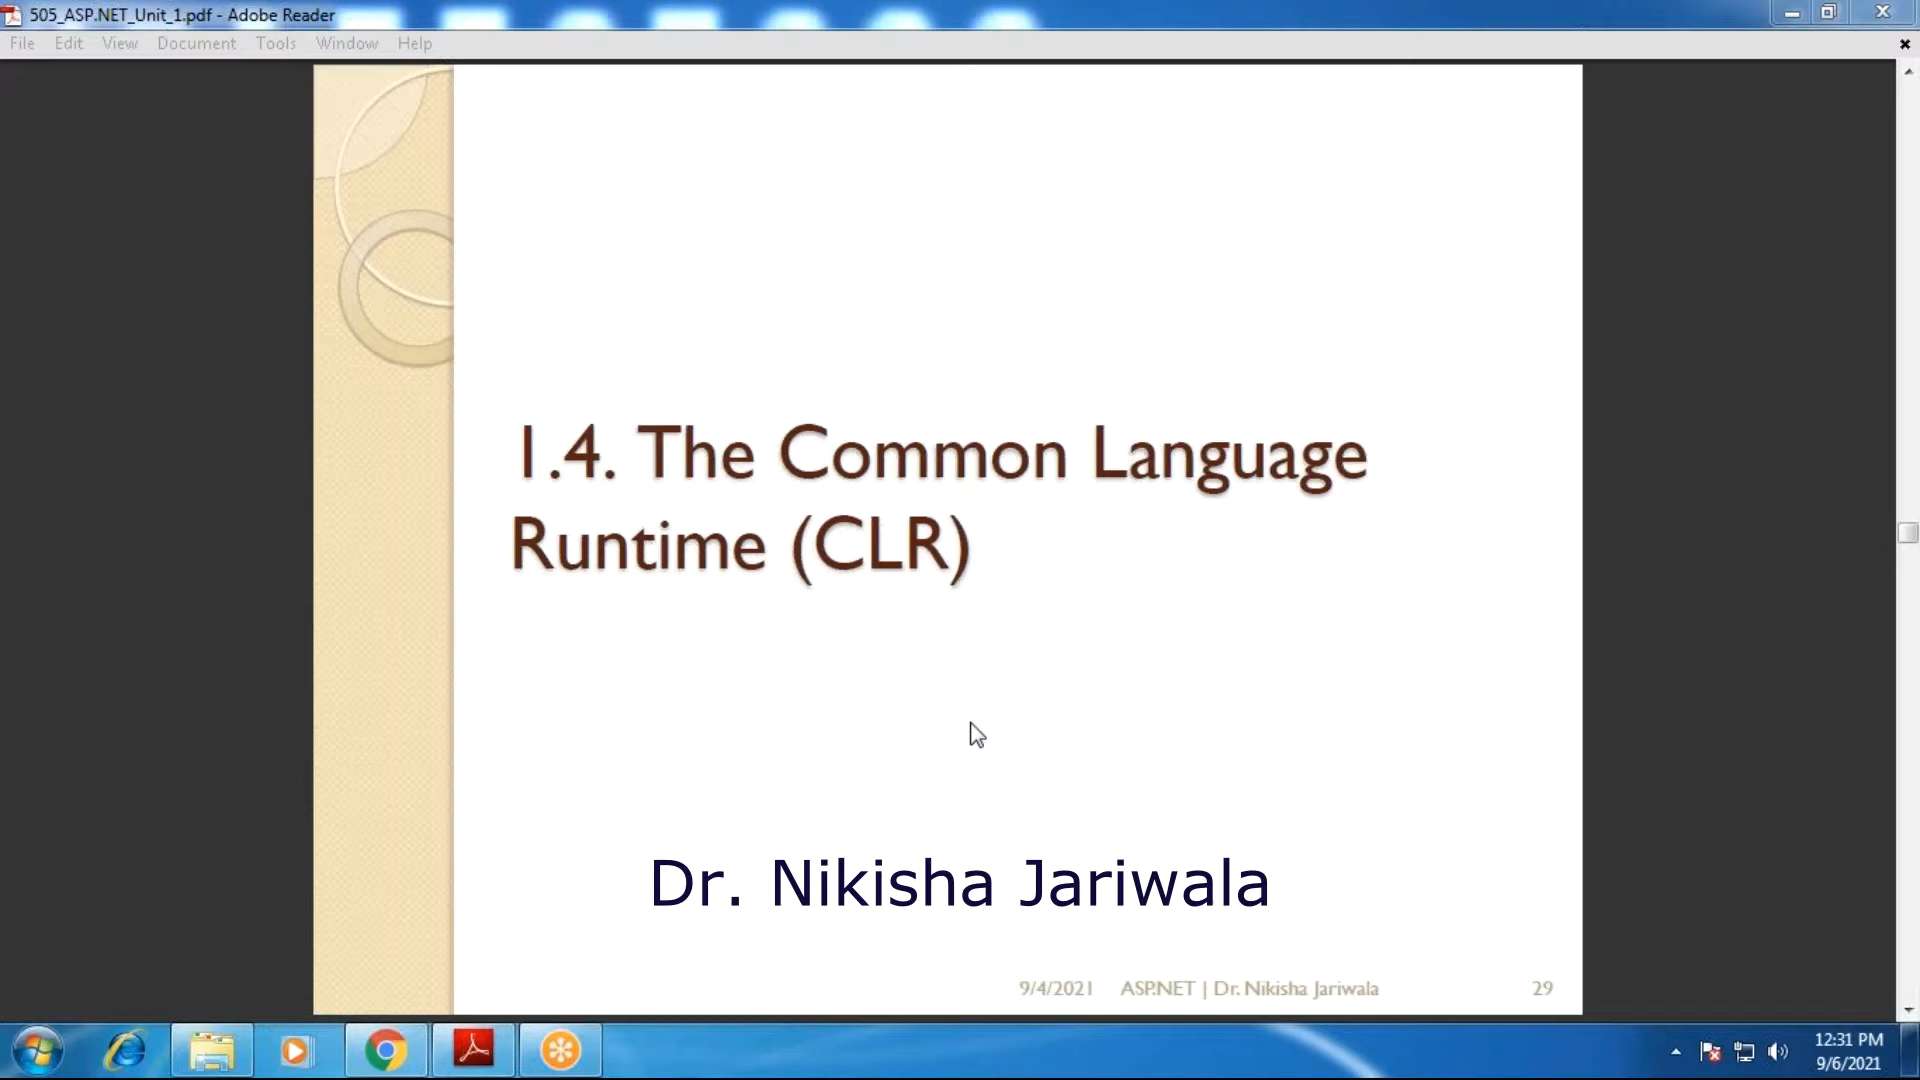 505_ASP.NET_Unit_1.pdf - Adobe Reader
File Edit View Document Tools Window Help
1.4. The Common Language
Runtime (CLR)
Dr. Nikisha Jariwala
9/4/2021 ASP.NET | Dr. Nikisha Jariwala 29
12:31 PM
9/6/2021